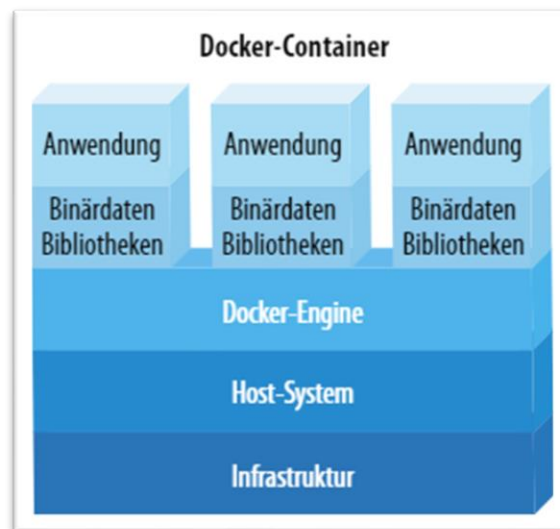 Docker-Container
Anwendung Anwendung Anwendung
Binärdaten Binärdaten Binärdaten
Bibliotheken Bibliotheken Bibliotheken
Docker-Engine
Host-System
Infrastruktur